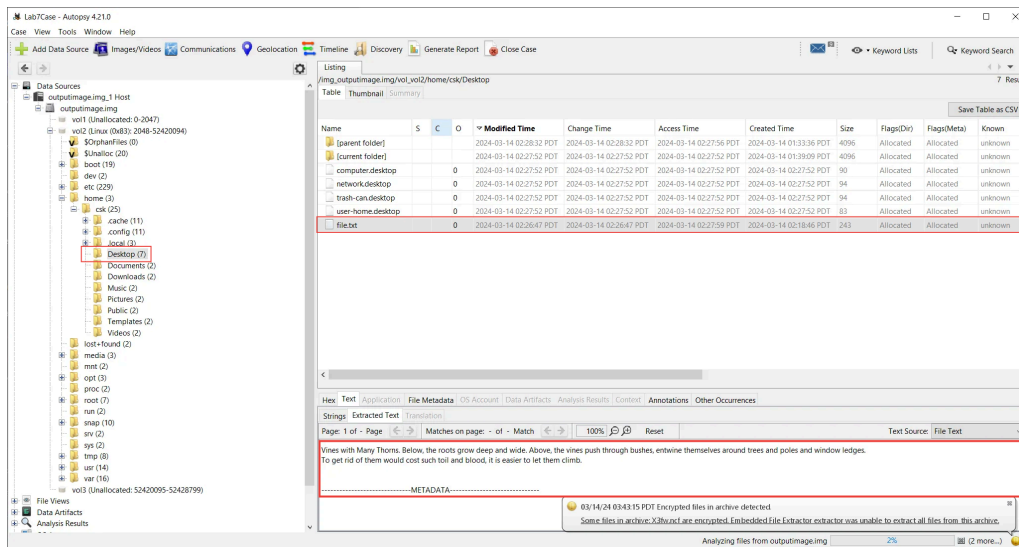 Lab7Case - Autopsy 4.21.0
Case View Tools Window Help
Add Data Source Images/Videos Communications Geolocation Timeline Discovery Generate Report Close Case Keyword Lists Keyword Search
Listing
/img_outputimage.img/vol_vol2/home/csk/Desktop
7 Resu
Table Thumbnail Summary
Save Table as CSV
Name S C O Modified Time Change Time Access Time Created Time Size Flags(Dir) Flags(Meta) Known
[parent folder] 2024-03-14 02:28:32 PDT 2024-03-14 02:28:32 PDT 2024-03-14 02:27:56 PDT 2024-03-14 01:33:36 PDT 4096 Allocated Allocated unknown
[current folder] 2024-03-14 02:27:52 PDT 2024-03-14 02:27:52 PDT 2024-03-14 02:27:52 PDT 2024-03-14 01:39:09 PDT 4096 Allocated Allocated unknown
computer.desktop 0 2024-03-14 02:27:52 PDT 2024-03-14 02:27:52 PDT 2024-03-14 02:27:52 PDT 2024-03-14 02:27:52 PDT 90 Allocated Allocated unknown
network.desktop 0 2024-03-14 02:27:52 PDT 2024-03-14 02:27:52 PDT 2024-03-14 02:27:52 PDT 2024-03-14 02:27:52 PDT 94 Allocated Allocated unknown
trash-can.desktop 0 2024-03-14 02:27:52 PDT 2024-03-14 02:27:52 PDT 2024-03-14 02:27:52 PDT 2024-03-14 02:27:52 PDT 94 Allocated Allocated unknown
user-home.desktop 0 2024-03-14 02:27:52 PDT 2024-03-14 02:27:52 PDT 2024-03-14 02:27:52 PDT 2024-03-14 02:27:52 PDT 83 Allocated Allocated unknown
file.txt 0 2024-03-14 02:26:47 PDT 2024-03-14 02:26:47 PDT 2024-03-14 02:27:59 PDT 2024-03-14 02:18:46 PDT 243 Allocated Allocated unknown
Data Sources
outputimage.img_1 Host
outputimage.img
vol1 (Unallocated: 0-2047)
vol2 (Linux (0x83): 2048-52420094)
$OrphanFiles (0)
$Unalloc (20)
boot (19)
dev (2)
etc (229)
home (3)
csk (25)
.cache (11)
.config (11)
.local (3)
Desktop (7)
Documents (2)
Downloads (2)
Music (2)
Pictures (2)
Public (2)
Templates (2)
Videos (2)
lost+found (2)
media (3)
mnt (2)
opt (3)
proc (2)
root (7)
run (2)
snap (10)
srv (2)
sys (2)
tmp (8)
usr (14)
var (16)
vol3 (Unallocated: 52420095-52428799)
File Views
Data Artifacts
Analysis Results
Hex Text Application File Metadata OS Account Data Artifacts Analysis Results Context Annotations Other Occurrences
Strings Extracted Text Translation
Page: 1 of - Page Matches on page: - of - Match 100% Reset Text Source: File Text
Vines with Many Thorns. Below, the roots grow deep and wide. Above, the vines push through bushes, entwine themselves around trees and poles and window ledges.
To get rid of them would cost such toil and blood, it is easier to let them climb.
------------------------------METADATA------------------------------
03/14/24 03:43:15 PDT Encrypted files in archive detected.
Some files in archive: X3fw.ncf are encrypted. Embedded File Extractor extractor was unable to extract all files from this archive.
Analyzing files from outputimage.img 2% (2 more...)